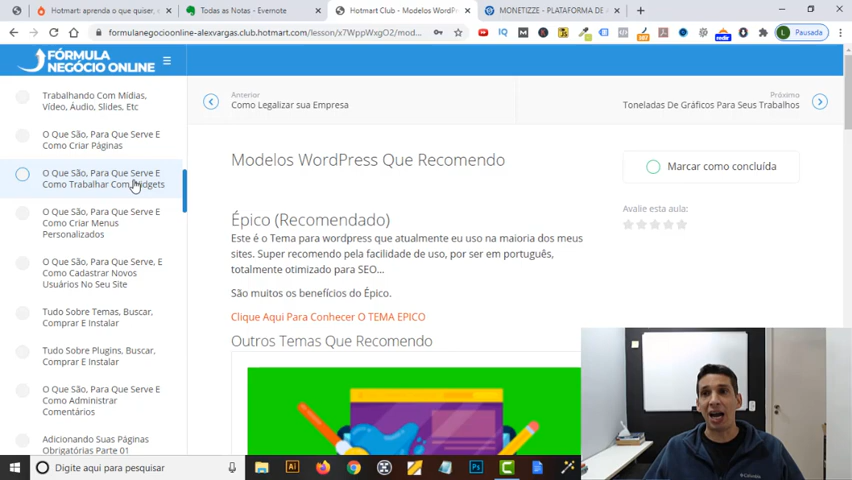 Hotmart: aprenda o que quiser, c
Todas as Notas - Evernote
Hotmart Club - Modelos WordPr
MONETIZZE - PLATAFORMA DE A
formulanegocioonline-alexvargas.club.hotmart.com/lesson/x7WppWxgO2/mod...
387
mdir
L Pausada
FÓRMULA
NEGÓCIO ONLINE
Trabalhando Com Mídias,
Vídeo, Áudio, Slides, Etc
O Que São, Para Que Serve E
Como Criar Páginas
O Que São, Para Que Serve E
Como Trabalhar Com Widgets
O Que São, Para Que Serve E
Como Criar Menus
Personalizados
O Que São, Para Que Serve, E
Como Cadastrar Novos
Usuários No Seu Site
Tudo Sobre Temas, Buscar,
Comprar E Instalar
Tudo Sobre Plugins, Buscar,
Comprar E Instalar
O Que São, Para Que Serve E
Como Administrar
Comentários
Adicionando Suas Páginas
Obrigatórias Parte 01
Anterior
Como Legalizar sua Empresa
Próximo
Toneladas De Gráficos Para Seus Trabalhos
Modelos WordPress Que Recomendo
Marcar como concluída
Avalie esta aula:
Épico (Recomendado)
Este é o Tema para wordpress que atualmente eu uso na maioria dos meus
sites. Super recomendo pela facilidade de uso, por ser em português,
totalmente otimizado para SEO...
São muitos os benefícios do Épico.
Clique Aqui Para Conhecer O TEMA EPICO
Outros Temas Que Recomendo
Digite aqui para pesquisar